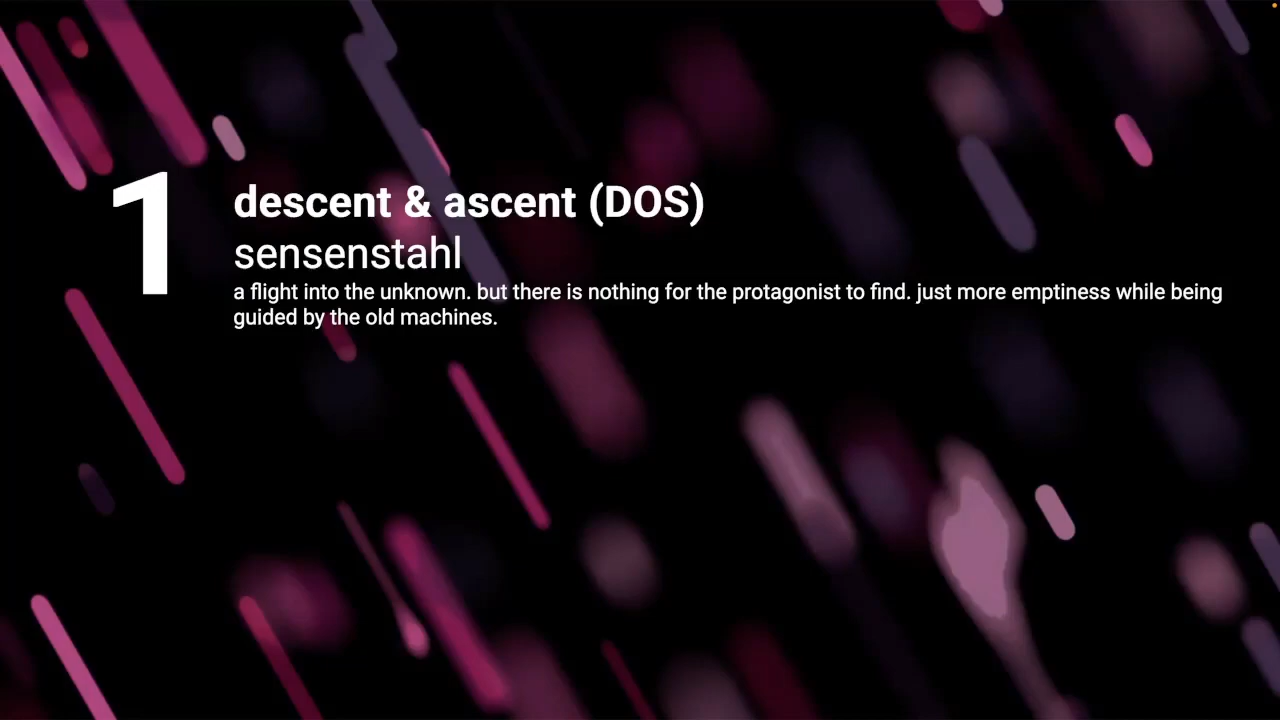 1
descent & ascent (DOS)
sensenstahl
a flight into the unknown. but there is nothing for the protagonist to find. just more emptiness while being
guided by the old machines.